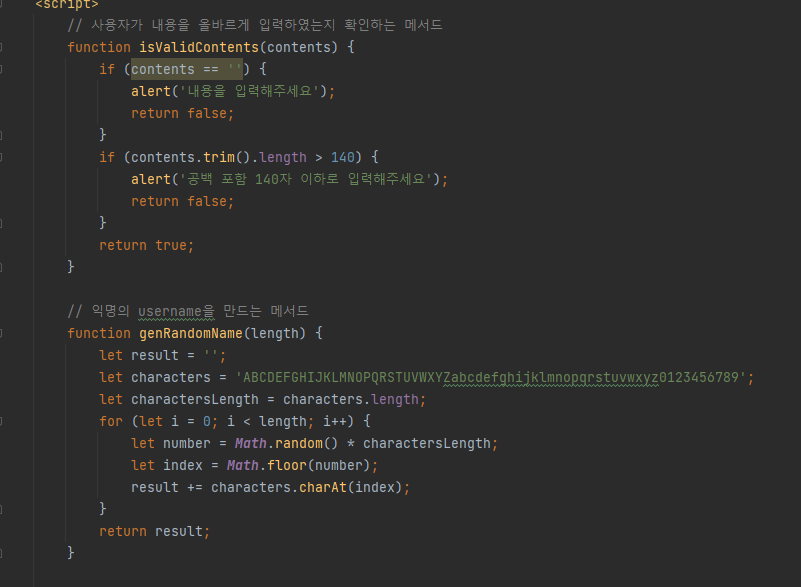 <script>
// 사용자가 내용을 올바르게 입력하였는지 확인하는 메서드
function isValidContents(contents) {
if (contents == '') {
alert('내용을 입력해주세요');
return false;
}
if (contents.trim().length > 140) {
alert('공백 포함 140자 이하로 입력해주세요');
return false;
}
return true;
}
// 익명의 username을 만드는 메서드
function genRandomName(length) {
let result = '';
let characters = 'ABCDEFGHIJKLMNOPQRSTUVWXYZabcdefghijklmnopqrstuvwxyz0123456789';
let charactersLength = characters.length;
for (let i = 0; i < length; i++) {
let number = Math.random() * charactersLength;
let index = Math.floor(number);
result += characters.charAt(index);
}
return result;
}